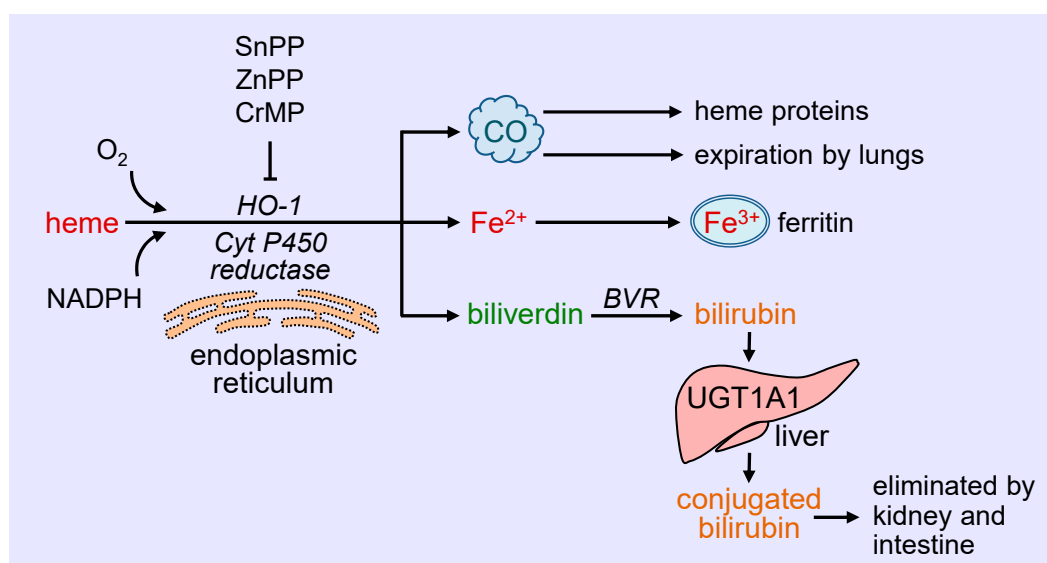 SnPP
ZnPP
CrMP
O₂
heme
NADPH
HO-1
Cyt P450
reductase
endoplasmic
reticulum
CO
heme proteins
expiration by lungs
Fe²⁺
Fe³⁺ ferritin
biliverdin
BVR
bilirubin
UGT1A1
liver
conjugated
bilirubin
eliminated by
kidney and
intestine